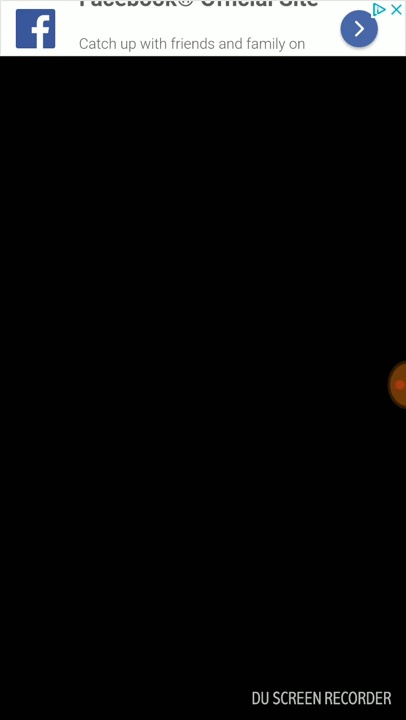 Facebook® Official Site
Catch up with friends and family on
DU SCREEN RECORDER